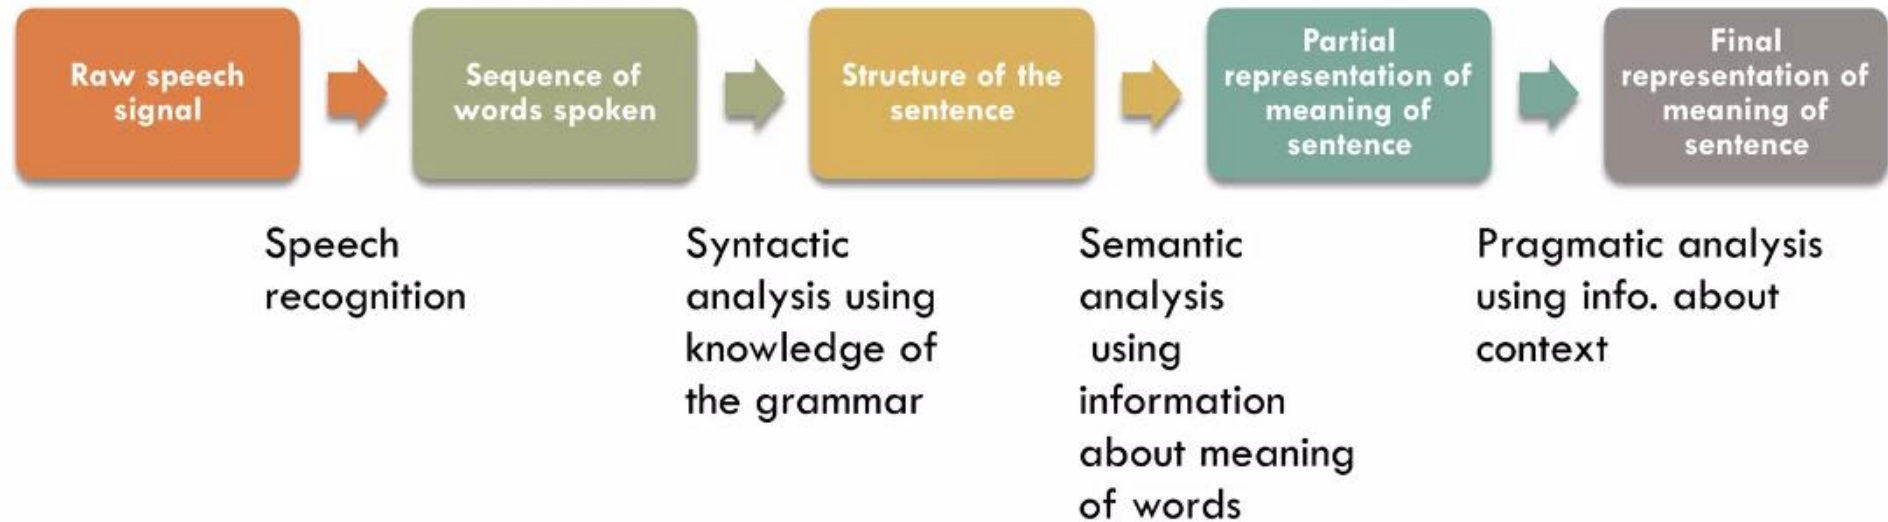 Raw speech
signal
Sequence of
words spoken
Structure of the
sentence
Partial
representation of
meaning of
sentence
Final
representation of
meaning of
sentence
Speech
recognition
Syntactic
analysis using
knowledge of
the grammar
Semantic
analysis
using
information
about meaning
of words
Pragmatic analysis
using info. about
context